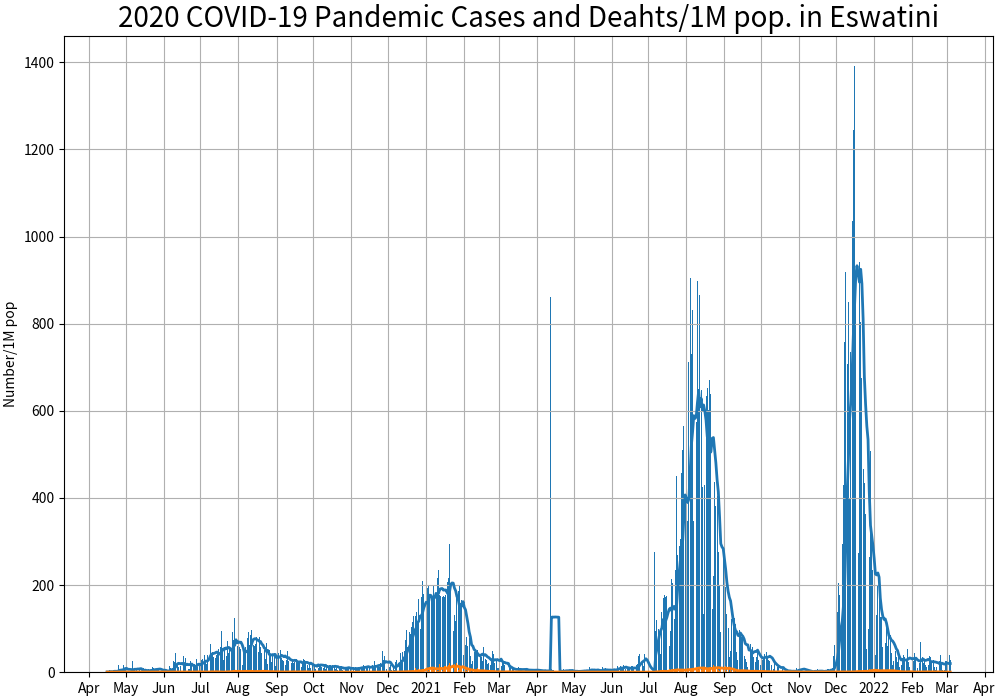 2020 COVID-19 Pandemic Cases and Deahts/1M pop. in Eswatini
1400
1200
1000
800
600
400
200
0
Number/1M pop
Apr May Jun Jul Aug Sep Oct Nov Dec 2021 Feb Mar Apr May Jun Jul Aug Sep Oct Nov Dec 2022 Feb Mar Apr